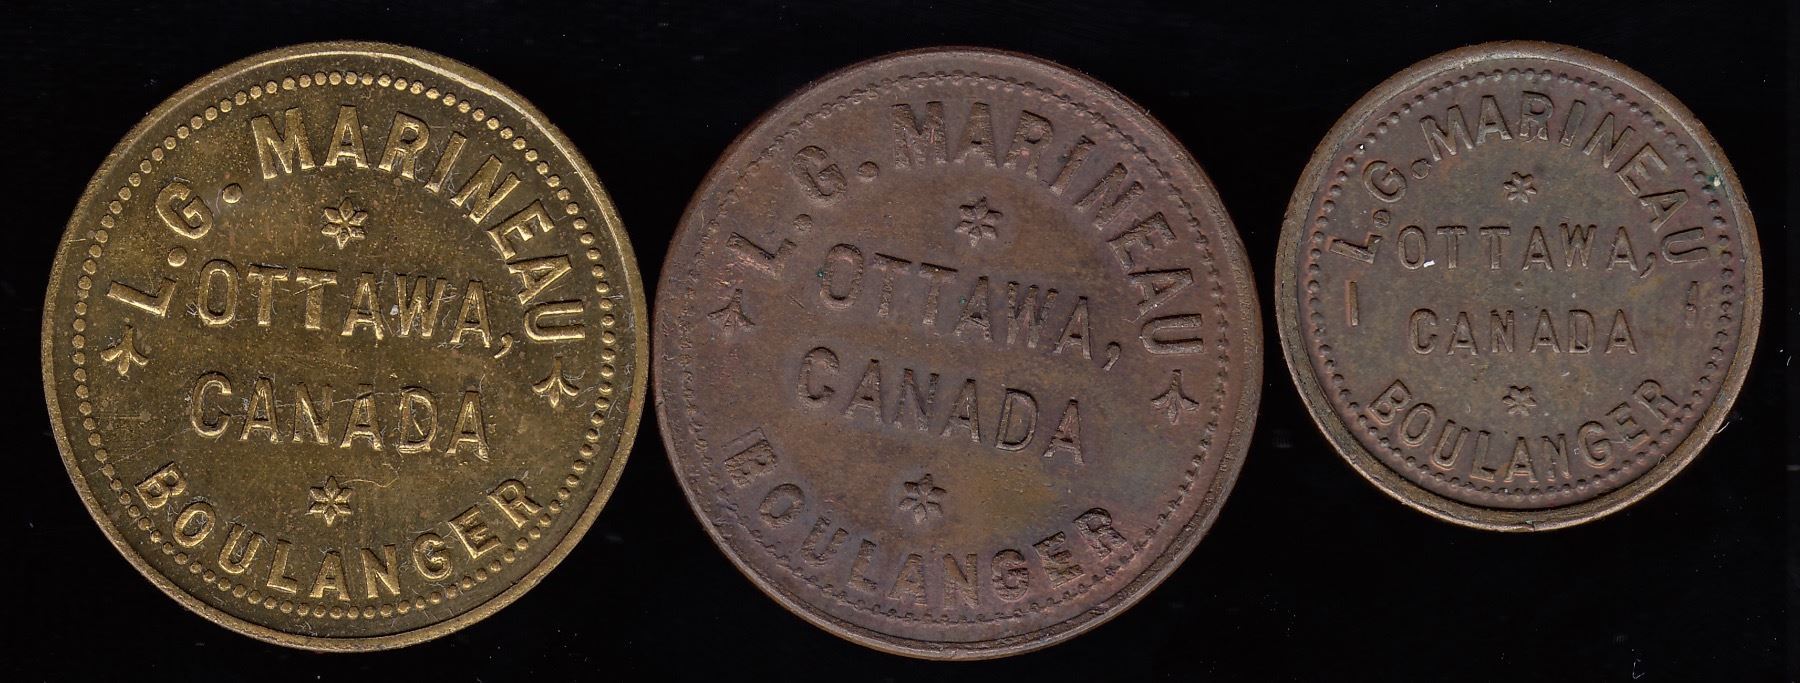 L.G. MARINEAU
OTTAWA,
CANADA
BOULANGER
L.G. MARINEAU
OTTAWA,
CANADA
BOULANGER
L.G. MARINEAU
OTTAWA,
CANADA
BOULANGER